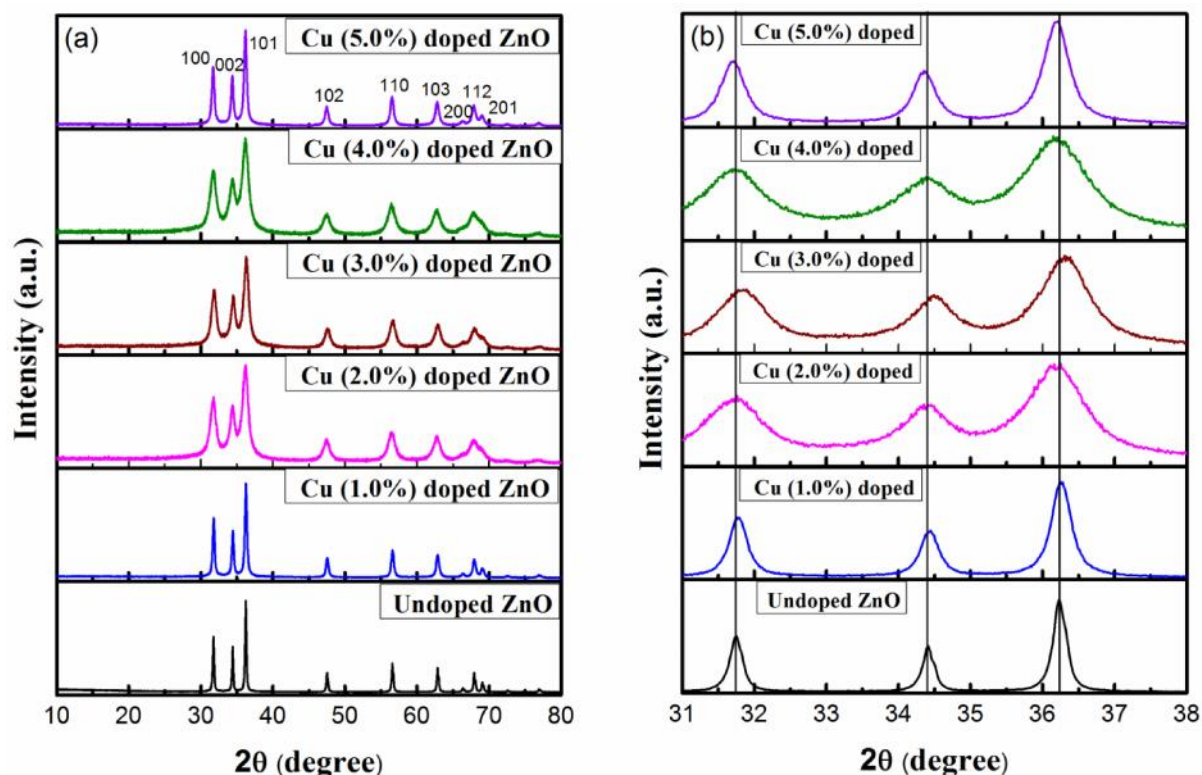 (a)
Cu (5.0%) doped ZnO
100
002
101
102
110
103
200
112
201
Cu (4.0%) doped ZnO
Cu (3.0%) doped ZnO
Cu (2.0%) doped ZnO
Cu (1.0%) doped ZnO
Undoped ZnO
Intensity (a.u.)
10 20 30 40 50 60 70 80
2θ (degree)
(b)
Cu (5.0%) doped
Cu (4.0%) doped
Cu (3.0%) doped
Cu (2.0%) doped
Cu (1.0%) doped
Undoped ZnO
Intensity (a.u.)
31 32 33 34 35 36 37 38
2θ (degree)